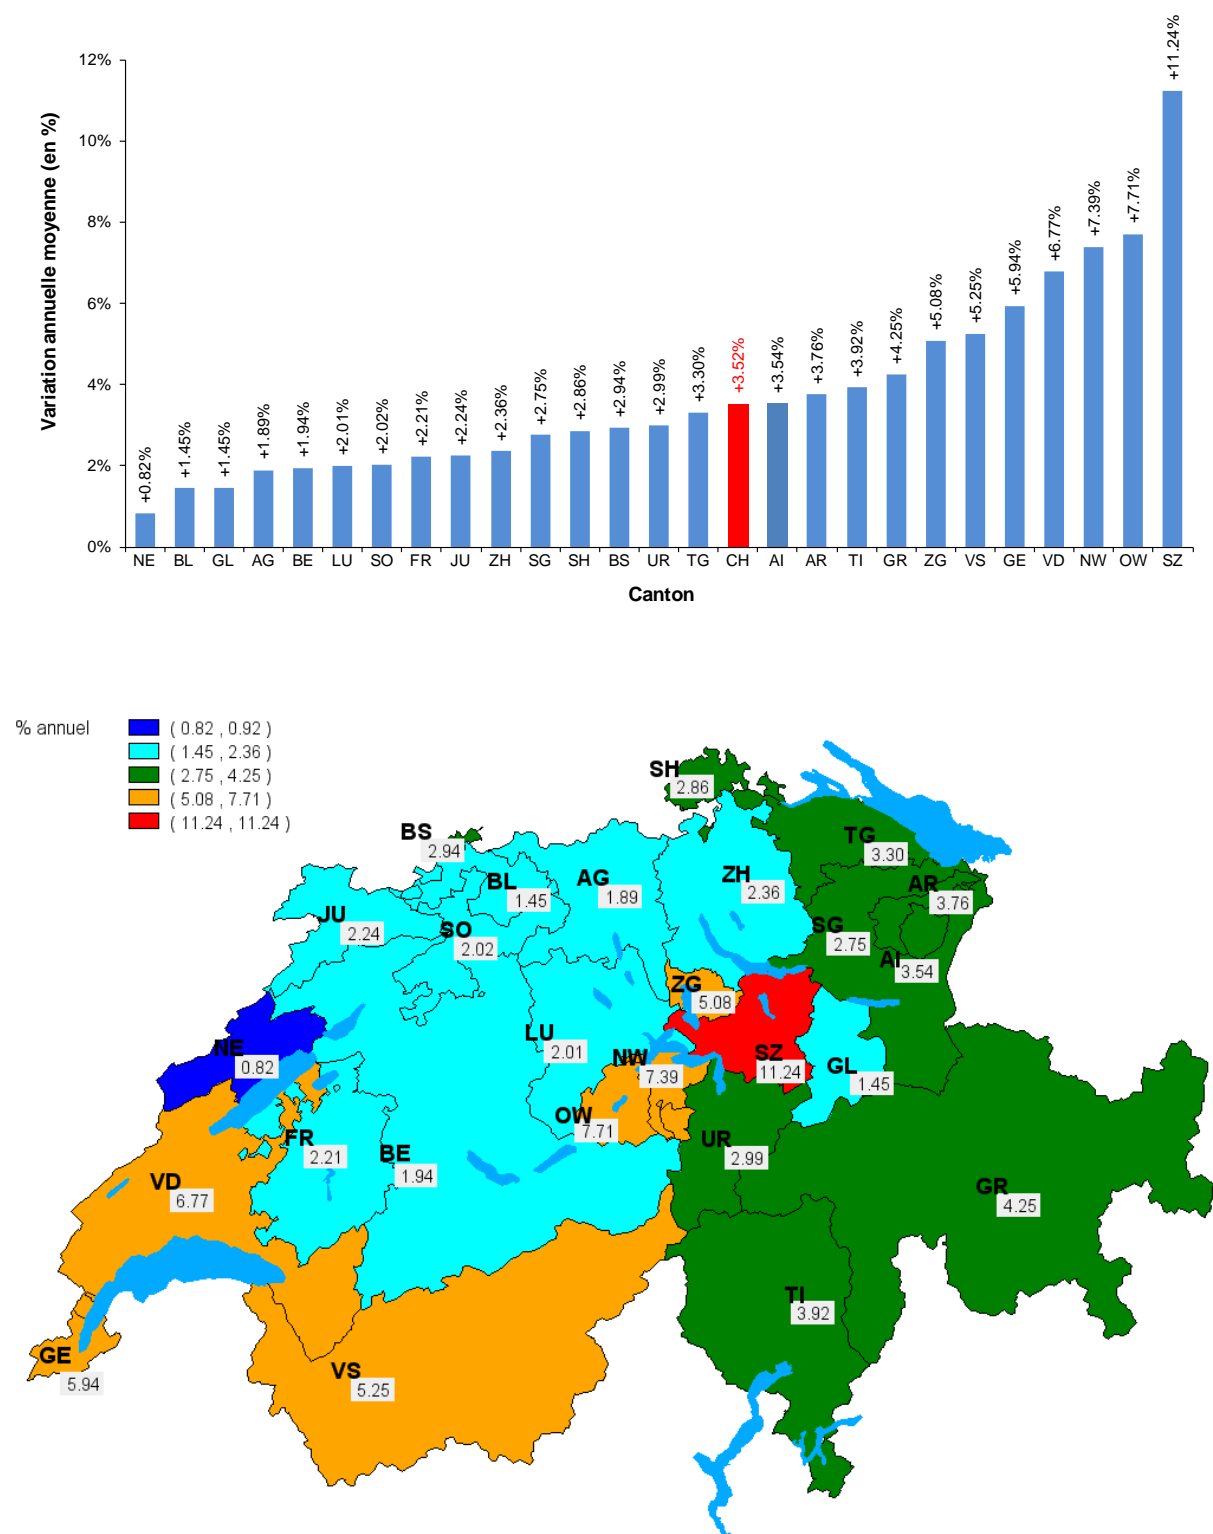 Variation annuelle moyenne (en %)
12%
10%
8%
6%
4%
2%
0%
+0.82%
+1.45%
+1.45%
+1.89%
+1.94%
+2.01%
+2.02%
+2.21%
+2.24%
+2.36%
+2.75%
+2.86%
+2.94%
+2.99%
+3.30%
+3.52%
+3.54%
+3.76%
+3.92%
+4.25%
+5.08%
+5.25%
+5.94%
+6.77%
+7.39%
+7.71%
+11.24%
NE BL GL AG BE LU SO FR JU ZH SG SH BS UR TG CH AI AR TI GR ZG VS GE VD NW OW SZ
Canton
% annuel
( 0.82 , 0.92 )
( 1.45 , 2.36 )
( 2.75 , 4.25 )
( 5.08 , 7.71 )
( 11.24 , 11.24 )
SH
2.86
BS
2.94
TG
3.30
BL
1.45
AG
1.89
ZH
2.36
AR
3.76
JU
2.24
SO
2.02
SG
2.75
AI
3.54
ZG
5.08
NE
0.82
LU
2.01
NW
7.39
SZ
11.24
GL
1.45
OW
7.71
FR
2.21
BE
1.94
UR
2.99
VD
6.77
GR
4.25
TI
3.92
GE
5.94
VS
5.25